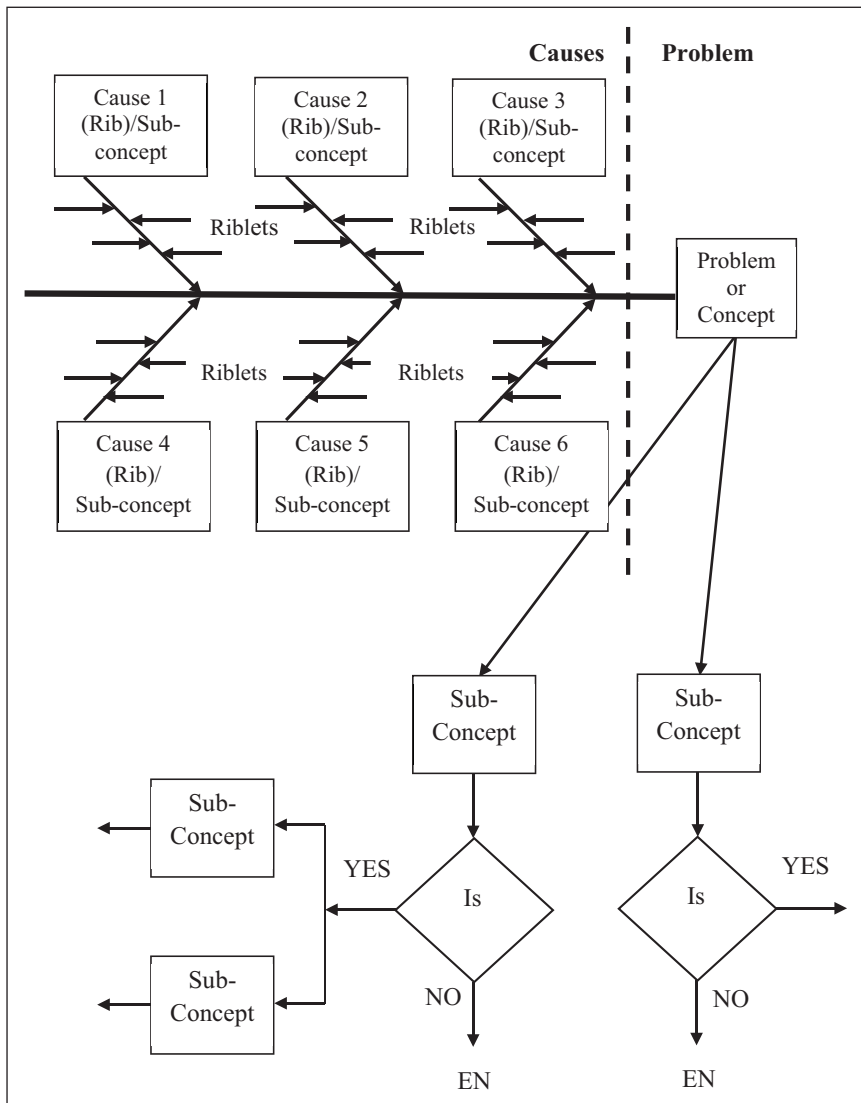 Causes
Problem
Cause 1
(Rib)/Sub-
concept
Cause 2
(Rib)/Sub-
concept
Cause 3
(Rib)/Sub-
concept
Riblets
Riblets
Problem
or
Concept
Riblets
Riblets
Cause 4
(Rib)/
Sub-concept
Cause 5
(Rib)/
Sub-concept
Cause 6
(Rib)/
Sub-concept
Sub-
Concept
Sub-
Concept
Sub-
Concept
YES
Is
Is
YES
Sub-
Concept
NO
NO
EN
EN